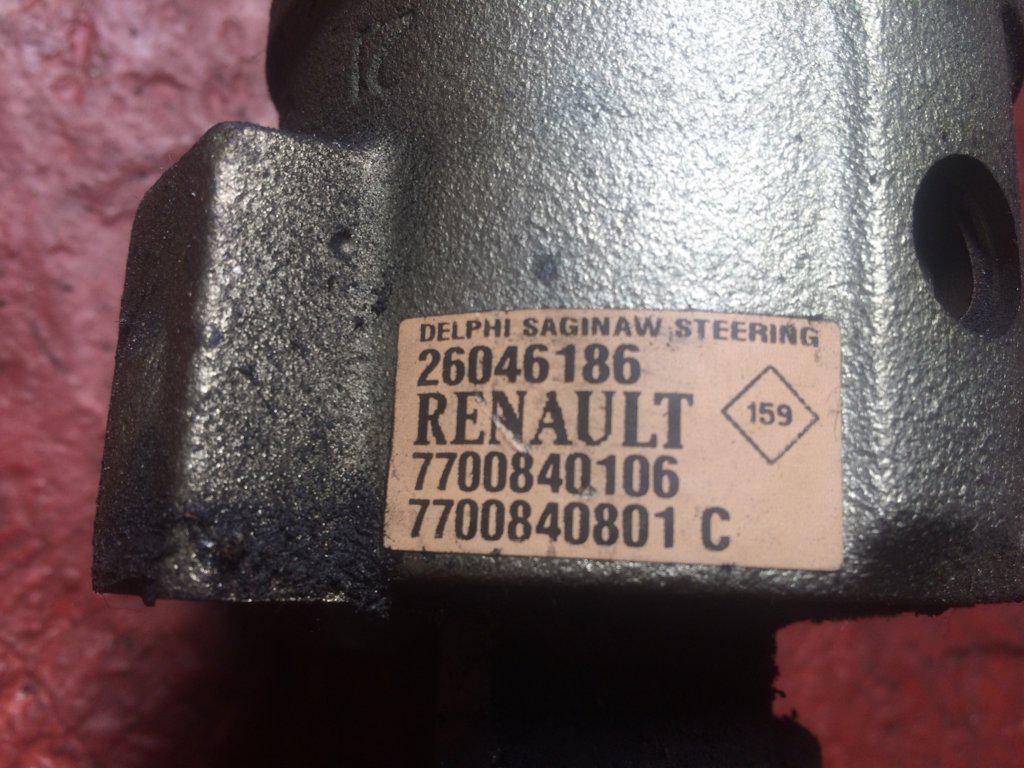 DELPHI SAGINAW STEERING
26046186
RENAULT
159
7700840106
7700840801 C